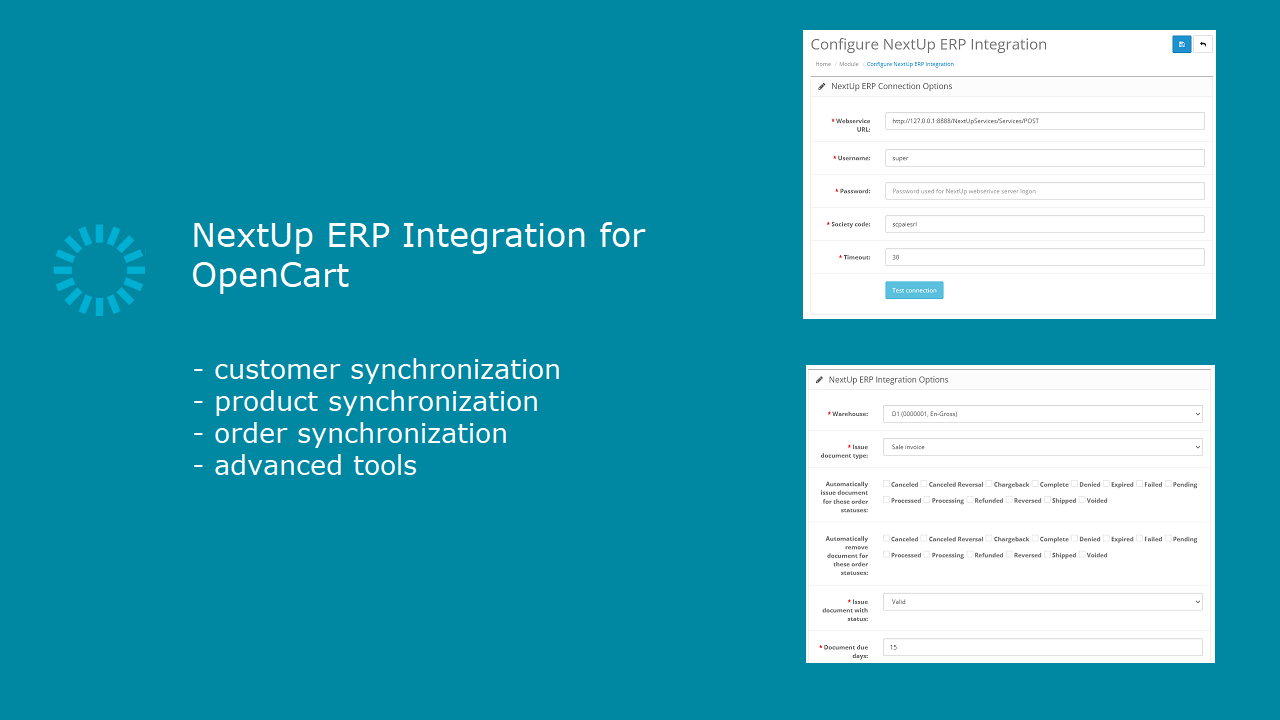 NextUp ERP Integration for
OpenCart
- customer synchronization
- product synchronization
- order synchronization
- advanced tools
Configure NextUp ERP Integration
Home / Module / Configure NextUp ERP Integration
NextUp ERP Connection Options
* Webservice
URL:
http://127.0.0.1:8888/NextUpServices/Services/POST
* Username:
super
* Password:
Password used for NextUp webserivce server logon
* Society code:
scpalesrl
* Timeout:
30
Test connection
NextUp ERP Integration Options
* Warehouse:
D1 (0000001, En-Gross)
* Issue
document type:
Sale invoice
Automatically
issue document
for these order
statuses:
Canceled Canceled Reversal Chargeback Complete Denied Expired Failed Pending
Processed Processing Refunded Reversed Shipped Voided
Automatically
remove
document for
these order
statuses:
Canceled Canceled Reversal Chargeback Complete Denied Expired Failed Pending
Processed Processing Refunded Reversed Shipped Voided
* Issue
document with
status:
Valid
* Document due
days:
15